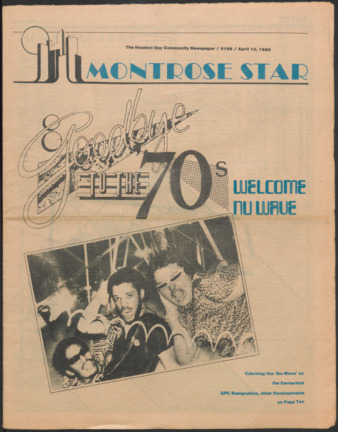 The Houston Gay Community Newspaper / #186 / April 10, 1980
MONTROSE STAR
Goodbye
TO THE
70s
WELCOME
NU WAVE
Catching the 'Nu-Wave' on
the Centerfold
GPC Resignation, other Developments
on Page Ten